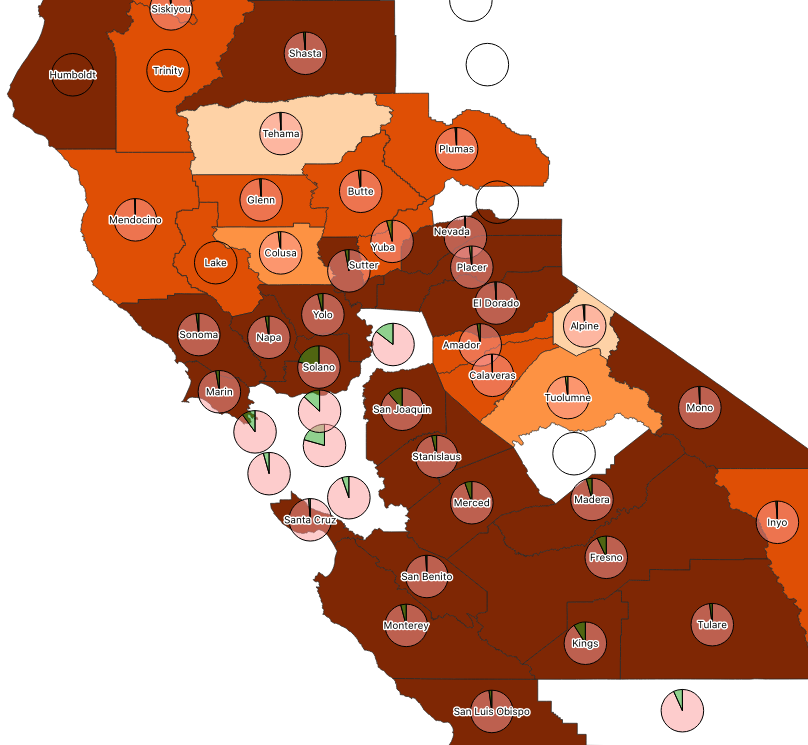 Siskiyou
Shasta
Trinity
Humboldt
Tehama
Plumas
Butte
Glenn
Mendocino
Nevada
Yuba
Colusa
Lake
Sutter
Placer
El Dorado
Yolo
Alpine
Sonoma
Napa
Amador
Solano
Calaveras
Marin
Tuolumne
San Joaquin
Mono
Stanislaus
Madera
Merced
Santa Cruz
Inyo
Fresno
San Benito
Monterey
Tulare
Kings
San Luis Obispo